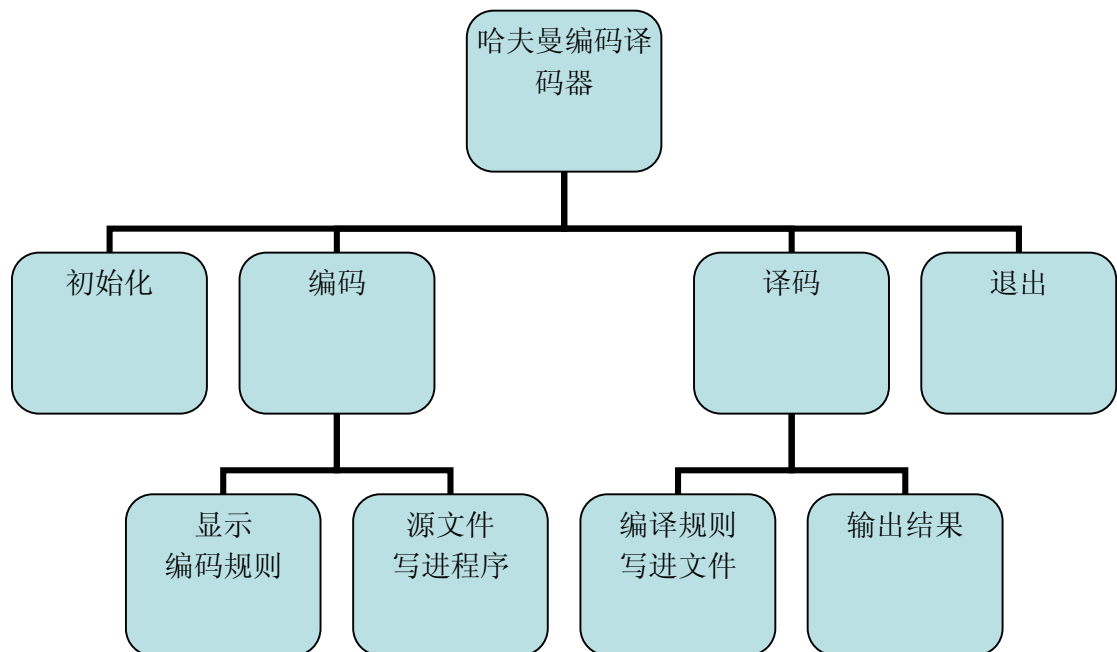 哈夫曼编码译
码器
初始化
编码
译码
退出
显示
编码规则
源文件
写进程序
编译规则
写进文件
输出结果